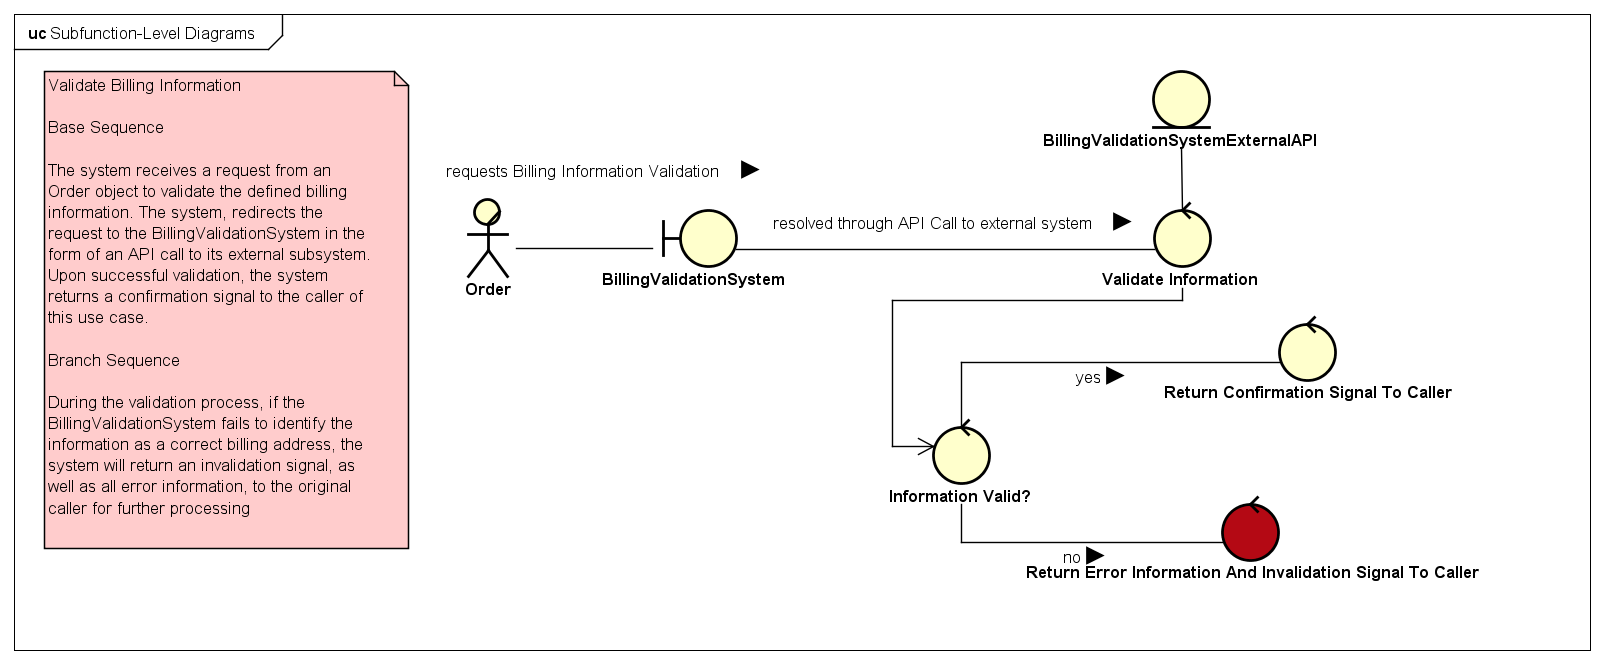 uc Subfunction-Level Diagrams
Validate Billing Information
Base Sequence
The system receives a request from an
Order object to validate the defined billing
information. The system, redirects the
request to the BillingValidationSystem in the
form of an API call to its external subsystem.
Upon successful validation, the system
returns a confirmation signal to the caller of
this use case.
Branch Sequence
During the validation process, if the
BillingValidationSystem fails to identify the
information as a correct billing address, the
system will return an invalidation signal, as
well as all error information, to the original
caller for further processing
BillingValidationSystemExternalAPI
requests Billing Information Validation
resolved through API Call to external system
Order
BillingValidationSystem
Validate Information
yes
Return Confirmation Signal To Caller
Information Valid?
no
Return Error Information And Invalidation Signal To Caller